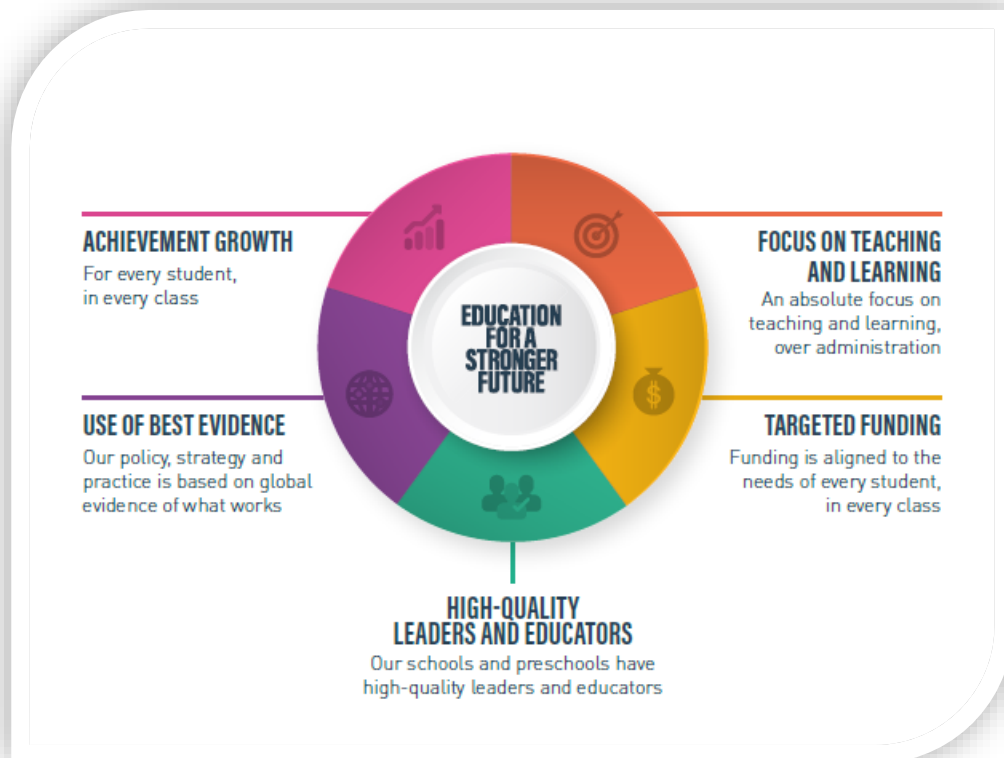 EDUCATION
FOR A
STRONGER
FUTURE
ACHIEVEMENT GROWTH
For every student,
in every class
FOCUS ON TEACHING
AND LEARNING
An absolute focus on
teaching and learning,
over administration
USE OF BEST EVIDENCE
Our policy, strategy and
practice is based on global
evidence of what works
$
TARGETED FUNDING
Funding is aligned to the
needs of every student,
in every class
HIGH-QUALITY
LEADERS AND EDUCATORS
Our schools and preschools have
high-quality leaders and educators